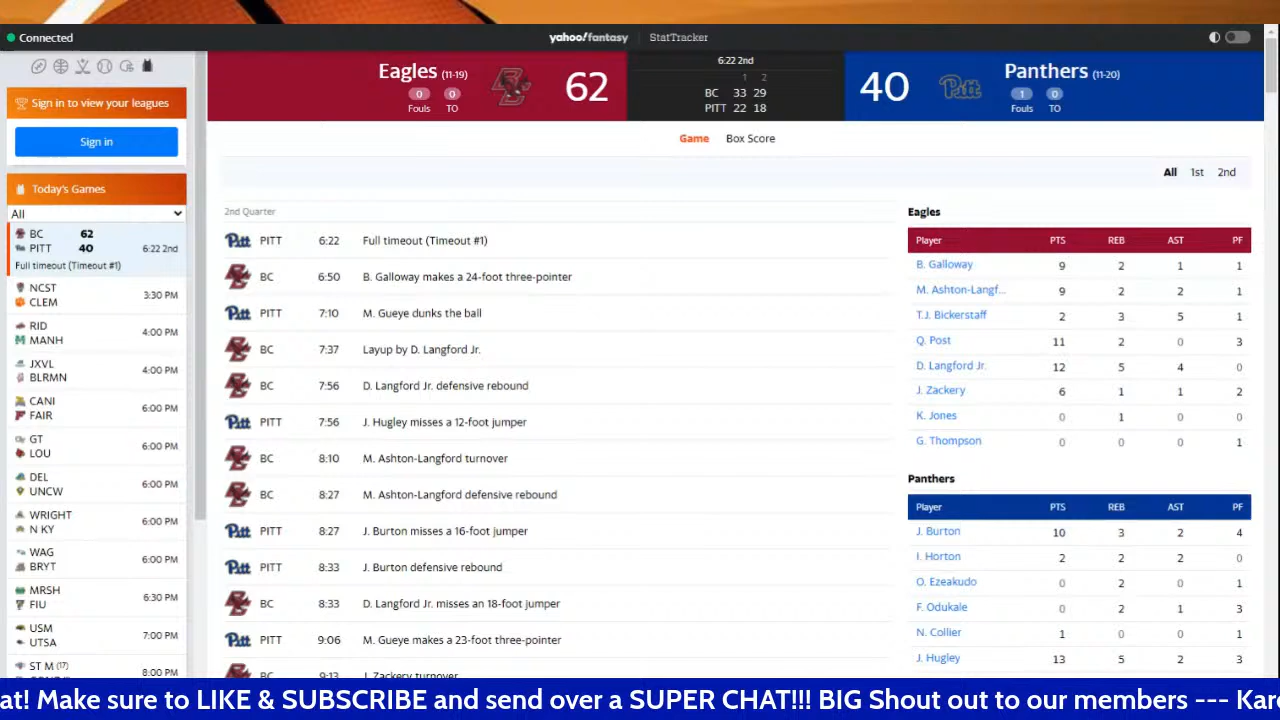 Connected
yahoo!fantasy StatTracker
Sign in to view your leagues
Sign in
Today's Games
All
BC 62
PITT 40 6:22 2nd
Full timeout (Timeout #1)
NCST
CLEM 3:30 PM
RID
MANH 4:00 PM
JXVL
BLRMN 4:00 PM
CANI
FAIR 6:00 PM
GT
LOU 6:00 PM
DEL
UNCW 6:00 PM
WRIGHT
N KY 6:00 PM
WAG
BRYT 6:00 PM
MRSH
FIU 6:30 PM
USM
UTSA 7:00 PM
ST M (17)
8:00 PM
Eagles (11-19)
0 0
Fouls TO
62
6:22 2nd
1 2
BC 33 29
PITT 22 18
40
Panthers (11-20)
1 0
Fouls TO
Game Box Score
All 1st 2nd
2nd Quarter
Pitt PITT 6:22 Full timeout (Timeout #1)
BC 6:50 B. Galloway makes a 24-foot three-pointer
Pitt PITT 7:10 M. Gueye dunks the ball
BC 7:37 Layup by D. Langford Jr.
BC 7:56 D. Langford Jr. defensive rebound
Pitt PITT 7:56 J. Hugley misses a 12-foot jumper
BC 8:10 M. Ashton-Langford turnover
BC 8:27 M. Ashton-Langford defensive rebound
Pitt PITT 8:27 J. Burton misses a 16-foot jumper
Pitt PITT 8:33 J. Burton defensive rebound
BC 8:33 D. Langford Jr. misses an 18-foot jumper
Pitt PITT 9:06 M. Gueye makes a 23-foot three-pointer
BC 9:13 J. Zackery turnover
Eagles
Player PTS REB AST PF
B. Galloway 9 2 1 1
M. Ashton-Langf... 9 2 2 1
T.J. Bickerstaff 2 3 5 1
Q. Post 11 2 0 3
D. Langford Jr. 12 5 4 0
J. Zackery 6 1 1 2
K. Jones 0 1 0 0
G. Thompson 0 0 0 1
Panthers
Player PTS REB AST PF
J. Burton 10 3 2 4
I. Horton 2 2 2 0
O. Ezeakudo 0 2 0 1
F. Odukale 0 2 1 3
N. Collier 1 0 0 1
J. Hugley 13 5 2 3
at! Make sure to LIKE & SUBSCRIBE and send over a SUPER CHAT!!! BIG Shout out to our members --- Kar